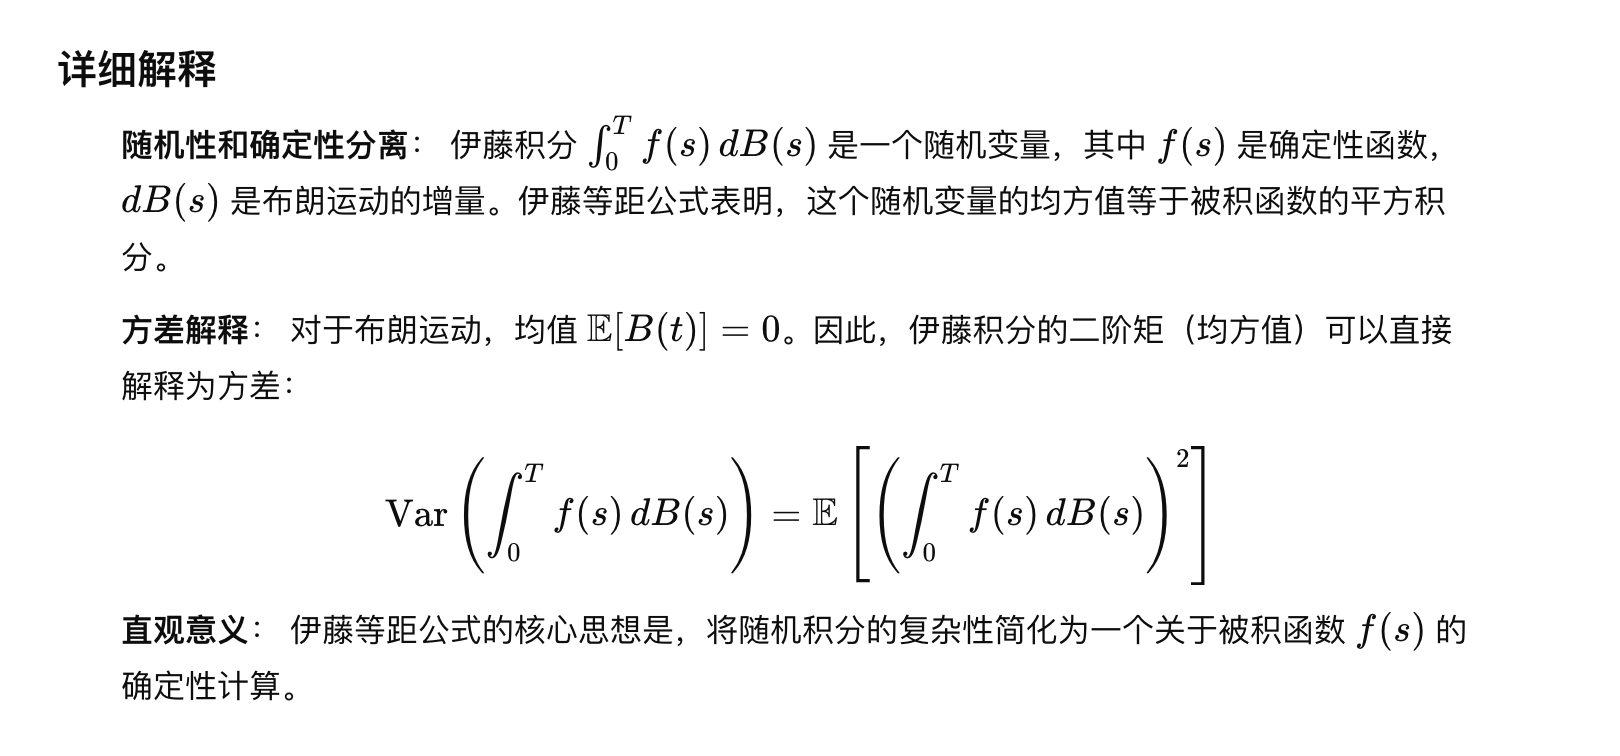 详细解释
随机性和确定性分离： 伊藤积分 $\int_0^T f(s)\,dB(s)$ 是一个随机变量，其中 $f(s)$ 是确定性函数，
$dB(s)$ 是布朗运动的增量。伊藤等距公式表明，这个随机变量的均方值等于被积函数的平方积
分。
方差解释： 对于布朗运动，均值 $\mathbb{E}[B(t)] = 0$。因此，伊藤积分的二阶矩（均方值）可以直接
解释为方差：
$\text{Var}\left(\int_0^T f(s)\,dB(s)\right) = \mathbb{E}\left[\left(\int_0^T f(s)\,dB(s)\right)^2\right]$
直观意义： 伊藤等距公式的核心思想是，将随机积分的复杂性简化为一个关于被积函数 $f(s)$ 的
确定性计算。